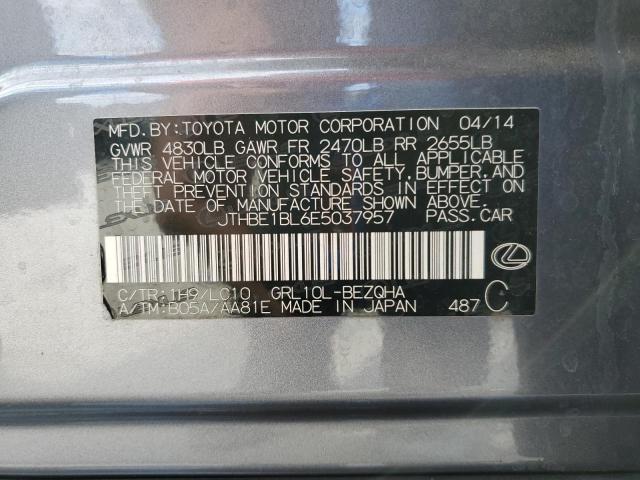 MFD. BY: TOYOTA MOTOR CORPORATION 04/14
GVWR 4830LB GAWR FR 2470LB RR 2655LB
THIS VEHICLE CONFORMS TO ALL APPLICABLE
FEDERAL MOTOR VEHICLE SAFETY, BUMPER, AND
THEFT PREVENTION STANDARDS IN EFFECT ON
THE DATE OF MANUFACTURE SHOWN ABOVE.
JTHBE1BL6E5037957 PASS. CAR
C/TR: 1H9/LC10 GRL10L-BEZQHA
A/TM: B05A/AA81E MADE IN JAPAN 487 C